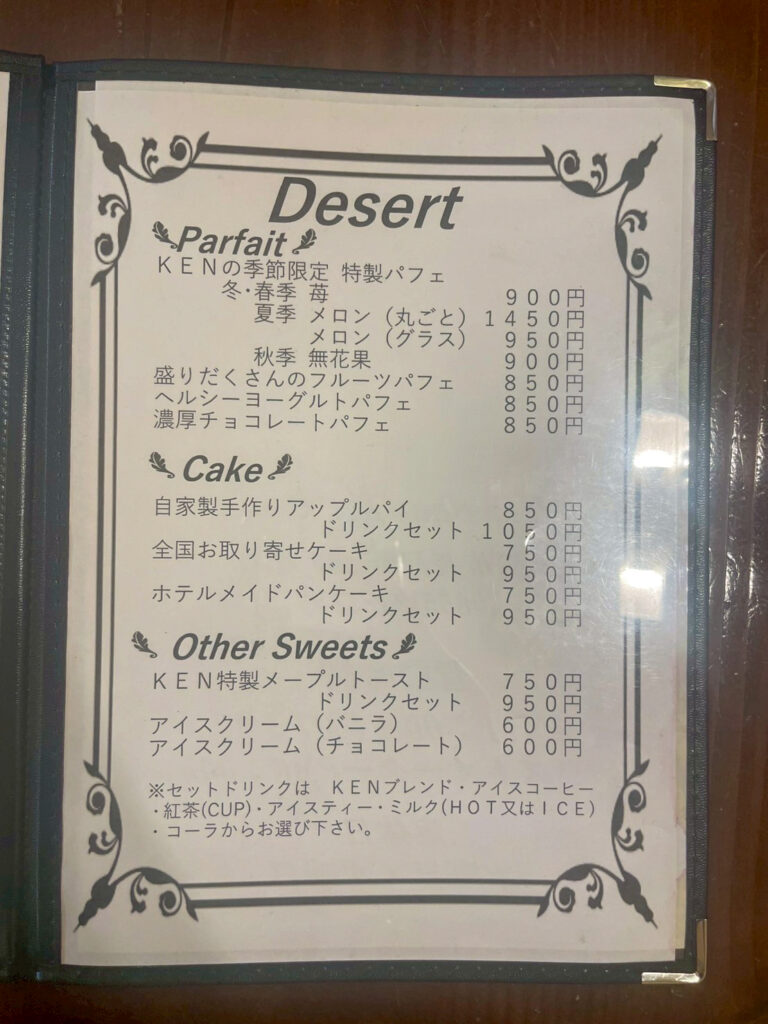 Desert
Parfait
KENの季節限定 特製パフェ
冬・春季 苺 900円
夏季 メロン（丸ごと） 1450円
メロン（グラス） 950円
秋季 無花果 900円
盛りだくさんのフルーツパフェ 850円
ヘルシーヨーグルトパフェ 850円
濃厚チョコレートパフェ 850円
Cake
自家製手作りアップルパイ 850円
ドリンクセット 1050円
全国お取り寄せケーキ 750円
ドリンクセット 950円
ホテルメイドパンケーキ 750円
ドリンクセット 950円
Other Sweets
KEN特製メープルトースト 750円
ドリンクセット 950円
アイスクリーム（バニラ） 600円
アイスクリーム（チョコレート） 600円
※セットドリンクは KENブレンド・アイスコーヒー
・紅茶(CUP)・アイスティー・ミルク(HOT又はICE)
・コーラからお選び下さい。